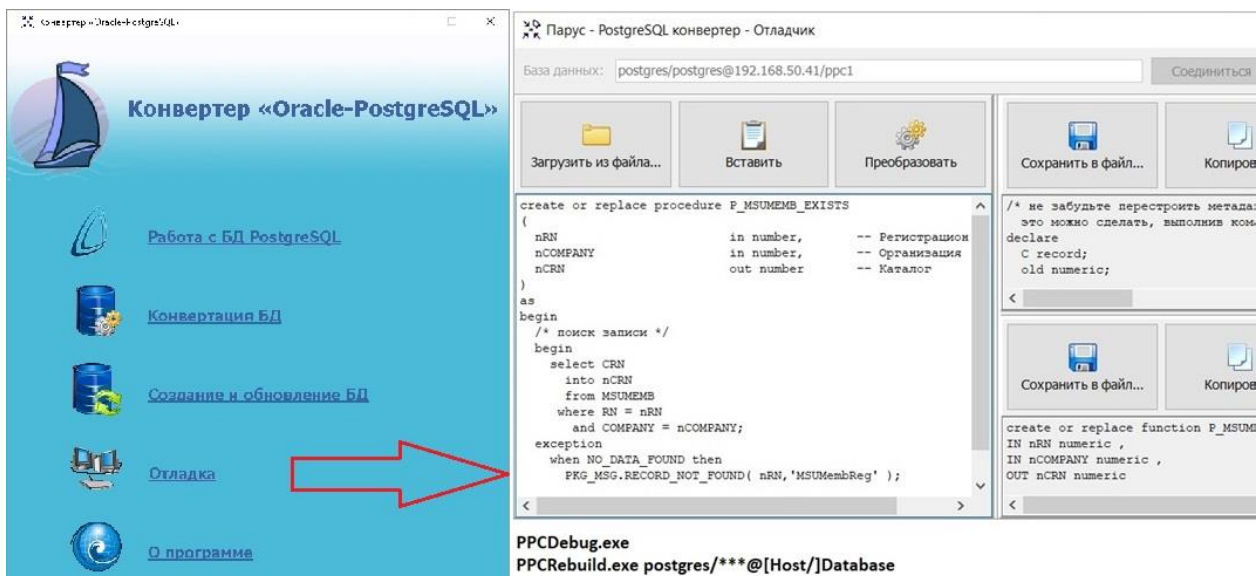 Конвертер «Oracle-PostgreSQL»
Конвертер «Oracle-PostgreSQL»
Работа с БД PostgreSQL
Конвертация БД
Создание и обновление БД
Отладка
О программе
Парус - PostgreSQL конвертер - Отладчик
База данных: postgres/postgres@192.168.50.41/ppc1 Соединиться
Загрузить из файла... Вставить Преобразовать
create or replace procedure P_MSUMEMB_EXISTS
(
nRN in number, -- Регистрацион
nCOMPANY in number, -- Организация
nCRN out number -- Каталог
)
as
begin
/* поиск записи */
begin
select CRN
into nCRN
from MSUMEMB
where RN = nRN
and COMPANY = nCOMPANY;
exception
when NO_DATA_FOUND then
PKG_MSG.RECORD_NOT_FOUND( nRN,'MSUMembReg' );
Сохранить в файл... Копиров
/* не забудьте перестроить метада
это можно сделать, выполнив ком
declare
C record;
old numeric;
Сохранить в файл... Копиров
create or replace function P_MSUM
IN nRN numeric ,
IN nCOMPANY numeric ,
OUT nCRN numeric
PPCDebug.exe
PPCRebuild.exe postgres/***@[Host/]Database